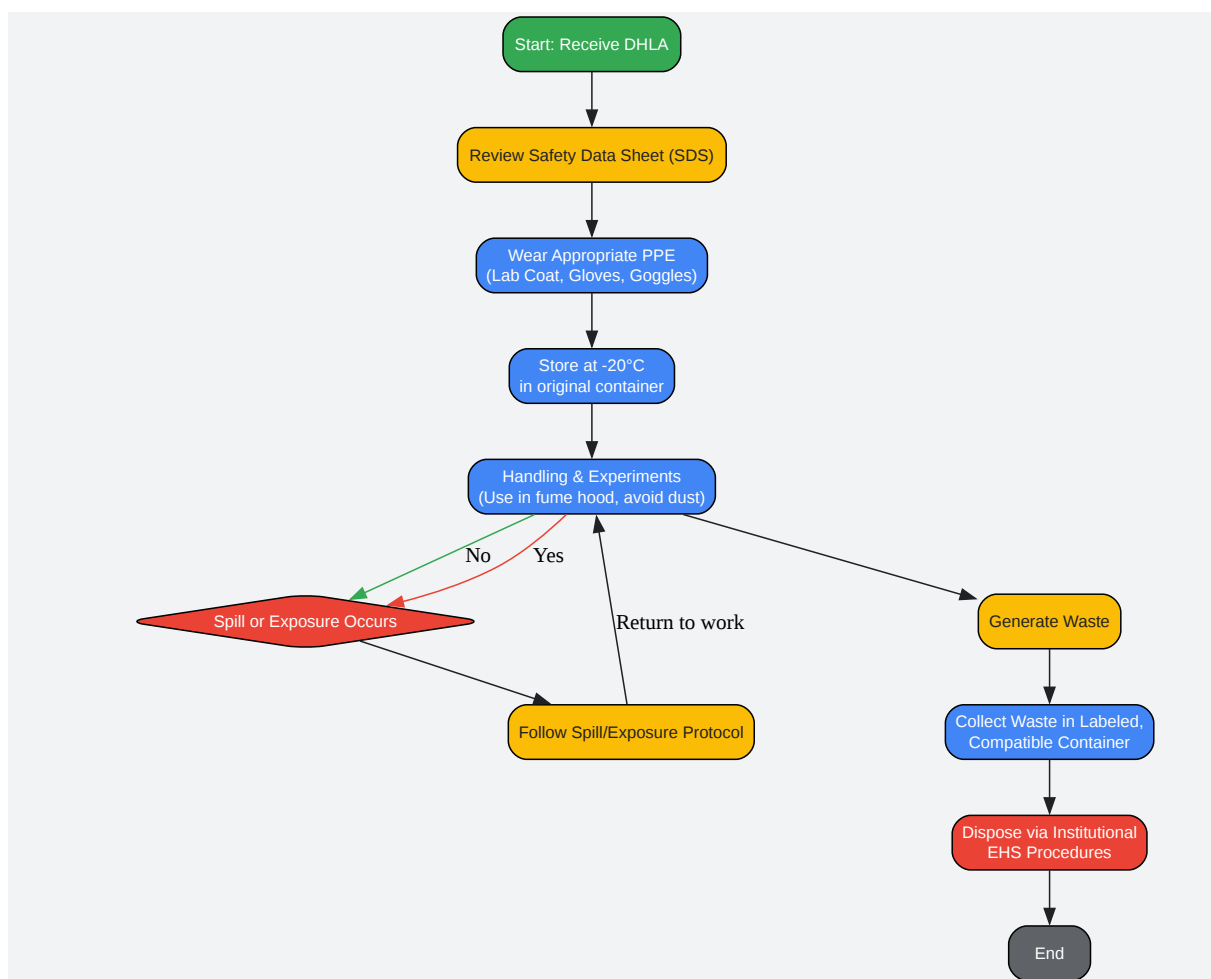 Start: Receive DHLA
Review Safety Data Sheet (SDS)
Wear Appropriate PPE
(Lab Coat, Gloves, Goggles)
Store at -20°C
in original container
Handling & Experiments
(Use in fume hood, avoid dust)
No
Yes
Spill or Exposure Occurs
Return to work
Generate Waste
Follow Spill/Exposure Protocol
Collect Waste in Labeled,
Compatible Container
Dispose via Institutional
EHS Procedures
End